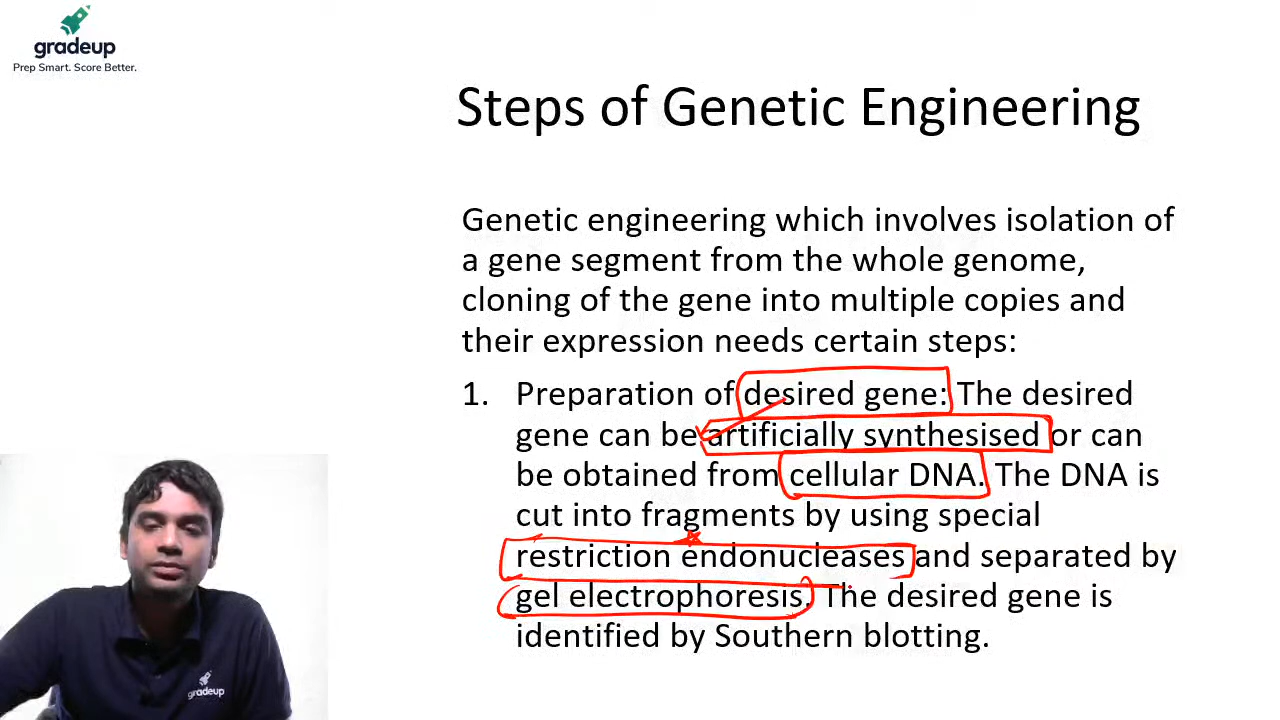 gradeup
Prep Smart. Score Better.
Steps of Genetic Engineering
Genetic engineering which involves isolation of
a gene segment from the whole genome,
cloning of the gene into multiple copies and
their expression needs certain steps:
1. Preparation of desired gene: The desired
gene can be artificially synthesised or can
be obtained from cellular DNA. The DNA is
cut into fragments by using special
restriction endonucleases and separated by
gel electrophoresis. The desired gene is
identified by Southern blotting.
gradeup